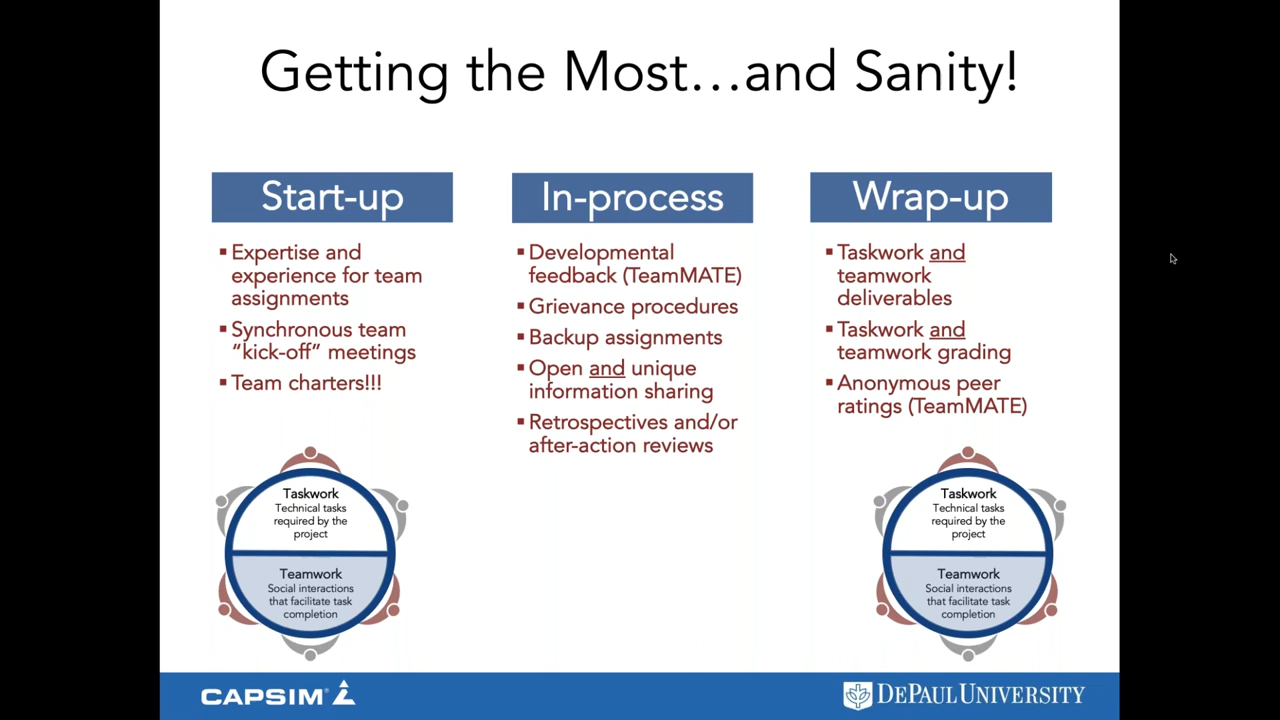 Getting the Most...and Sanity!
Start-up
▪Expertise and
experience for team
assignments
▪Synchronous team
“kick-off” meetings
▪Team charters!!!
In-process
▪Developmental
feedback (TeamMATE)
▪Grievance procedures
▪Backup assignments
▪Open and unique
information sharing
▪Retrospectives and/or
after-action reviews
Wrap-up
▪Taskwork and
teamwork
deliverables
▪Taskwork and
teamwork grading
▪Anonymous peer
ratings (TeamMATE)
Taskwork
Technical tasks
required by the
project
Teamwork
Social interactions
that facilitate task
completion
Taskwork
Technical tasks
required by the
project
Teamwork
Social interactions
that facilitate task
completion
CAPSIM®
DEPAUL UNIVERSITY